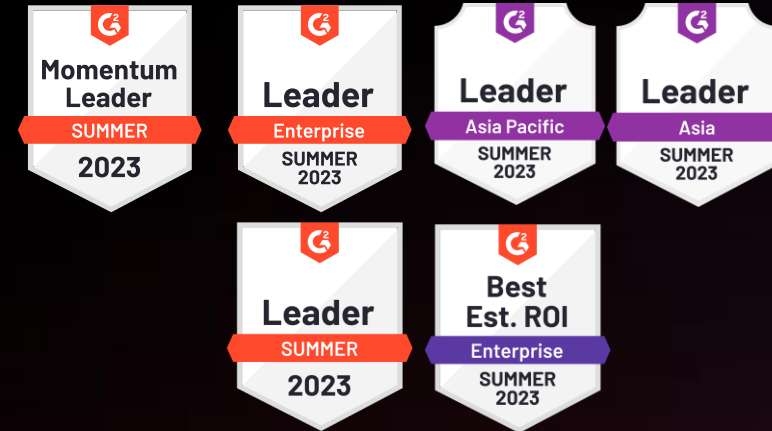 G2
Momentum
Leader
SUMMER
2023
G2
Leader
Enterprise
SUMMER
2023
G2
Leader
Asia Pacific
SUMMER
2023
G2
Leader
Asia
SUMMER
2023
G2
Leader
SUMMER
2023
G2
Best
Est. ROI
Enterprise
SUMMER
2023